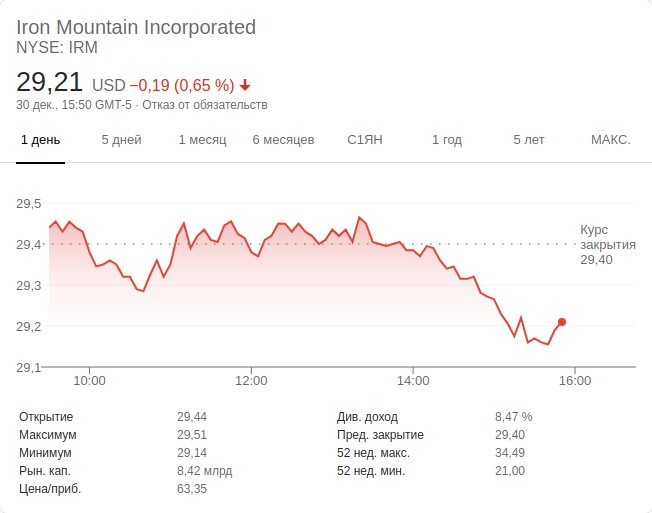 Iron Mountain Incorporated
NYSE: IRM
29,21 USD −0,19 (0,65 %)
30 дек., 15:50 GMT-5 · Отказ от обязательств
1 день 5 дней 1 месяц 6 месяцев С1ЯН 1 год 5 лет МАКС.
29,5
29,4
29,3
29,2
29,1
Курс
закрытия
29,40
10:00 12:00 14:00 16:00
Открытие 29,44 Див. доход 8,47 %
Максимум 29,51 Пред. закрытие 29,40
Минимум 29,14 52 нед. макс. 34,49
Рын. кап. 8,42 млрд 52 нед. мин. 21,00
Цена/приб. 63,35